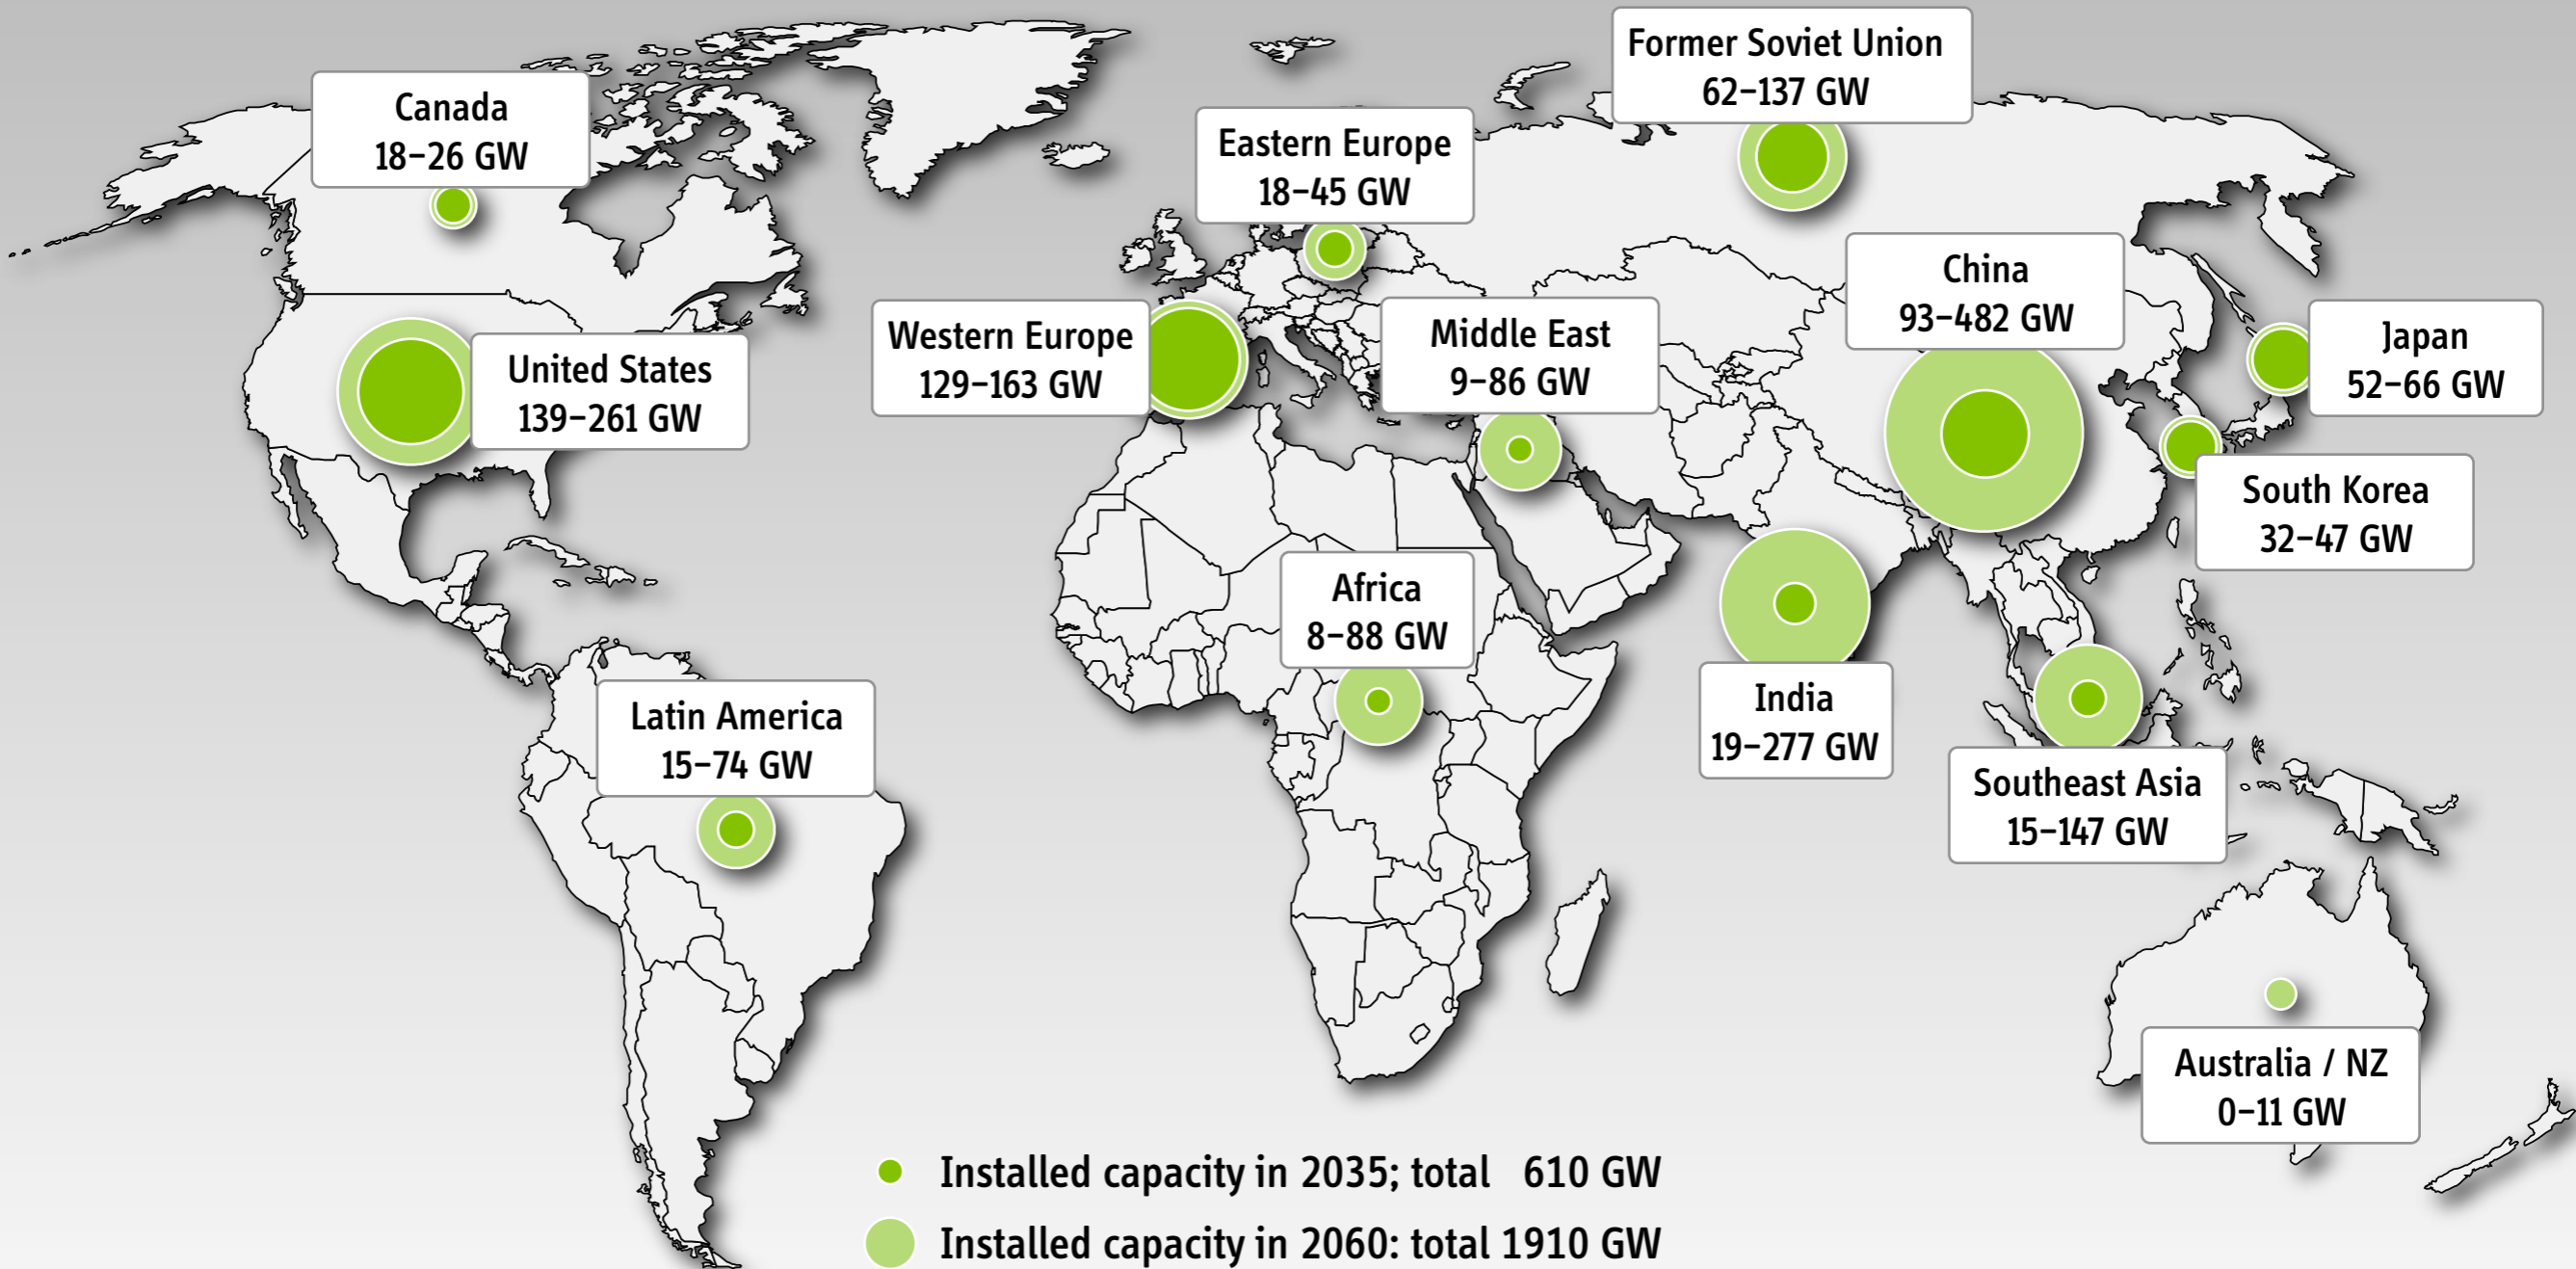 Former Soviet Union
62–137 GW
Canada
18–26 GW
Eastern Europe
18–45 GW
China
93–482 GW
Western Europe
129–163 GW
Middle East
9–86 GW
Japan
52–66 GW
United States
139–261 GW
South Korea
32–47 GW
Africa
8–88 GW
India
19–277 GW
Latin America
15–74 GW
Southeast Asia
15–147 GW
Australia / NZ
0–11 GW
Installed capacity in 2035; total 610 GW
Installed capacity in 2060: total 1910 GW